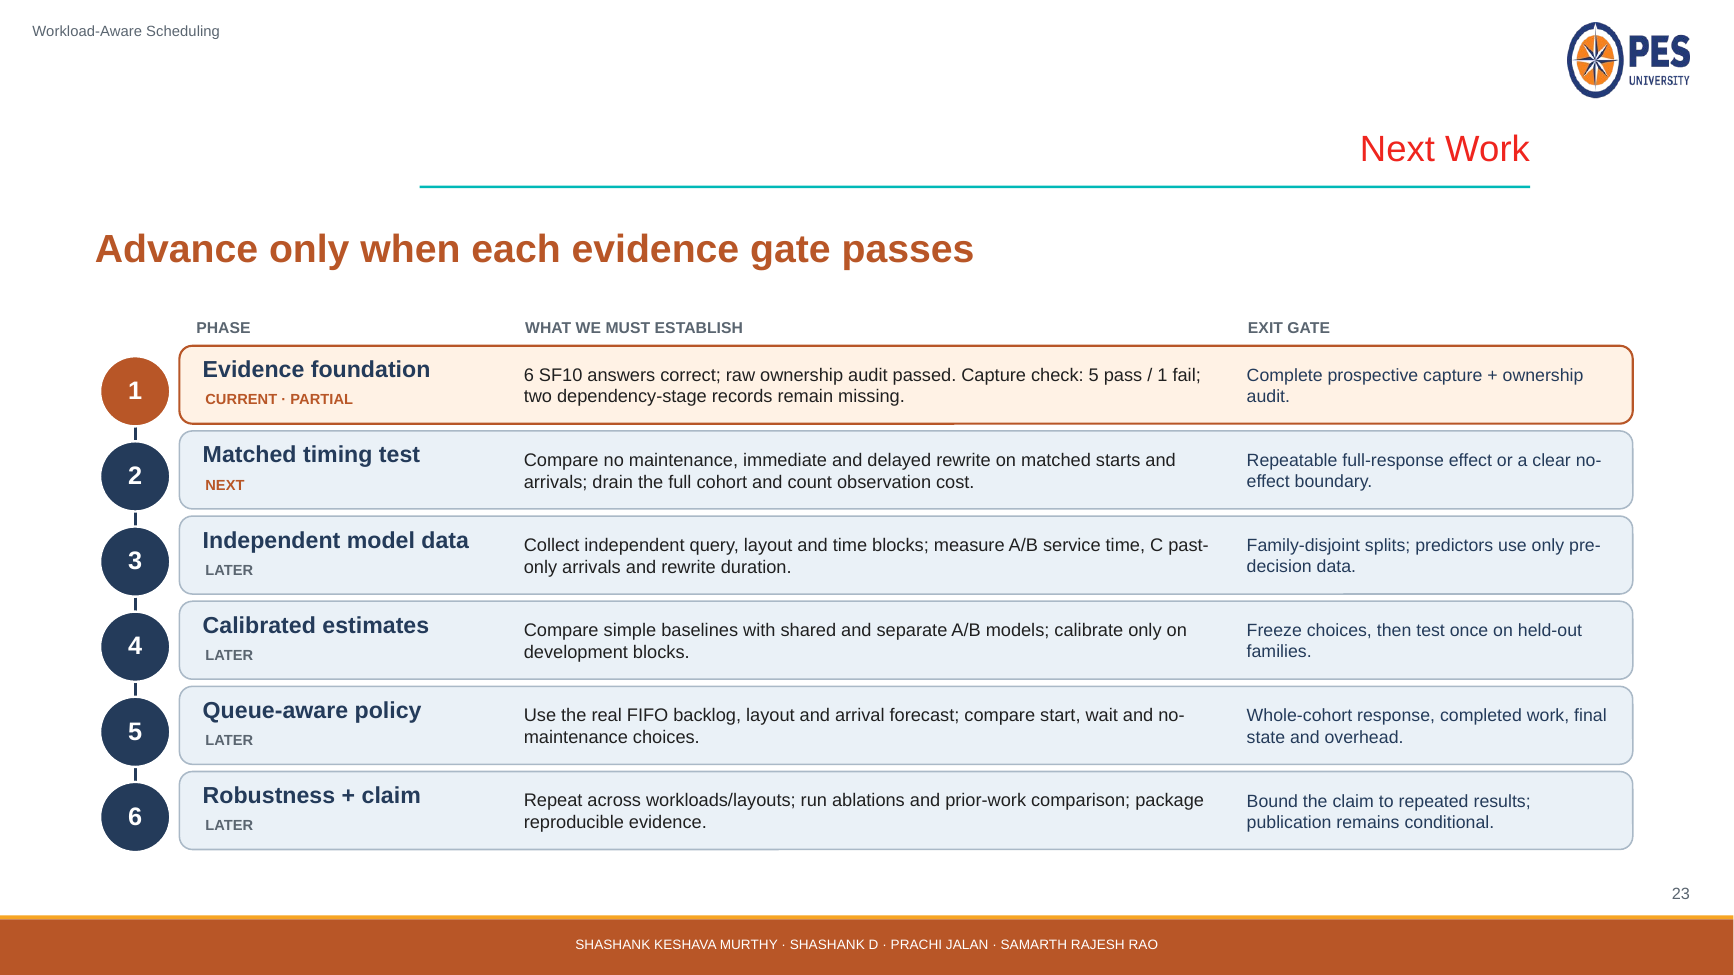 Workload-Aware Scheduling
PES
UNIVERSITY
Next Work
Advance only when each evidence gate passes
PHASE
WHAT WE MUST ESTABLISH
EXIT GATE
1
Evidence foundation
CURRENT · PARTIAL
6 SF10 answers correct; raw ownership audit passed. Capture check: 5 pass / 1 fail;
two dependency-stage records remain missing.
Complete prospective capture + ownership
audit.
2
Matched timing test
NEXT
Compare no maintenance, immediate and delayed rewrite on matched starts and
arrivals; drain the full cohort and count observation cost.
Repeatable full-response effect or a clear no-
effect boundary.
3
Independent model data
LATER
Collect independent query, layout and time blocks; measure A/B service time, C past-
only arrivals and rewrite duration.
Family-disjoint splits; predictors use only pre-
decision data.
4
Calibrated estimates
LATER
Compare simple baselines with shared and separate A/B models; calibrate only on
development blocks.
Freeze choices, then test once on held-out
families.
5
Queue-aware policy
LATER
Use the real FIFO backlog, layout and arrival forecast; compare start, wait and no-
maintenance choices.
Whole-cohort response, completed work, final
state and overhead.
6
Robustness + claim
LATER
Repeat across workloads/layouts; run ablations and prior-work comparison; package
reproducible evidence.
Bound the claim to repeated results;
publication remains conditional.
23
SHASHANK KESHAVA MURTHY · SHASHANK D · PRACHI JALAN · SAMARTH RAJESH RAO